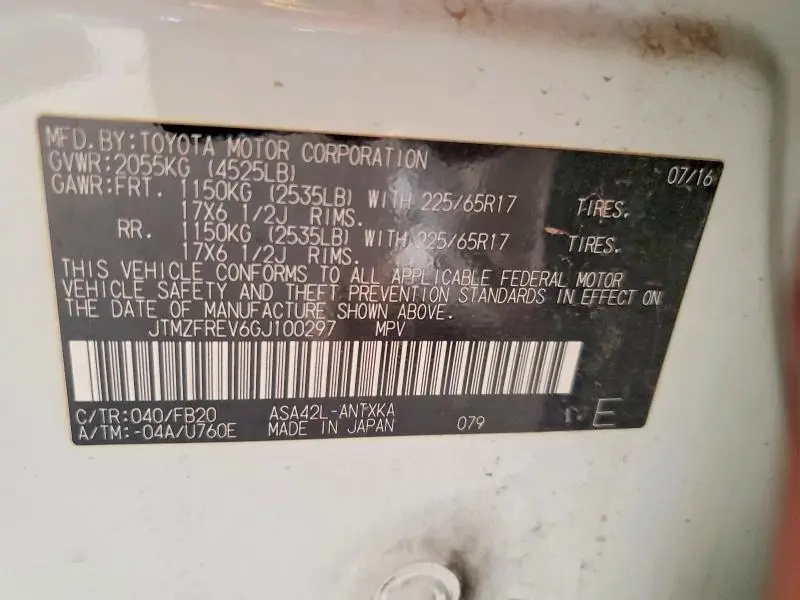 MFD. BY: TOYOTA MOTOR CORPORATION 07/16
GVWR: 2055KG (4525LB)
GAWR: FRT. 1150KG (2535LB) WITH 225/65R17 TIRES.
17X6 1/2J RIMS.
RR. 1150KG (2535LB) WITH 225/65R17 TIRES.
17X6 1/2J RIMS.
THIS VEHICLE CONFORMS TO ALL APPLICABLE FEDERAL MOTOR
VEHICLE SAFETY AND THEFT PREVENTION STANDARDS IN EFFECT ON
THE DATE OF MANUFACTURE SHOWN ABOVE.
JTMZFREV6GJ100297 MPV
C/TR: 040/FB20 ASA42L-ANTXKA
A/TM: -04A/U760E MADE IN JAPAN 079 E